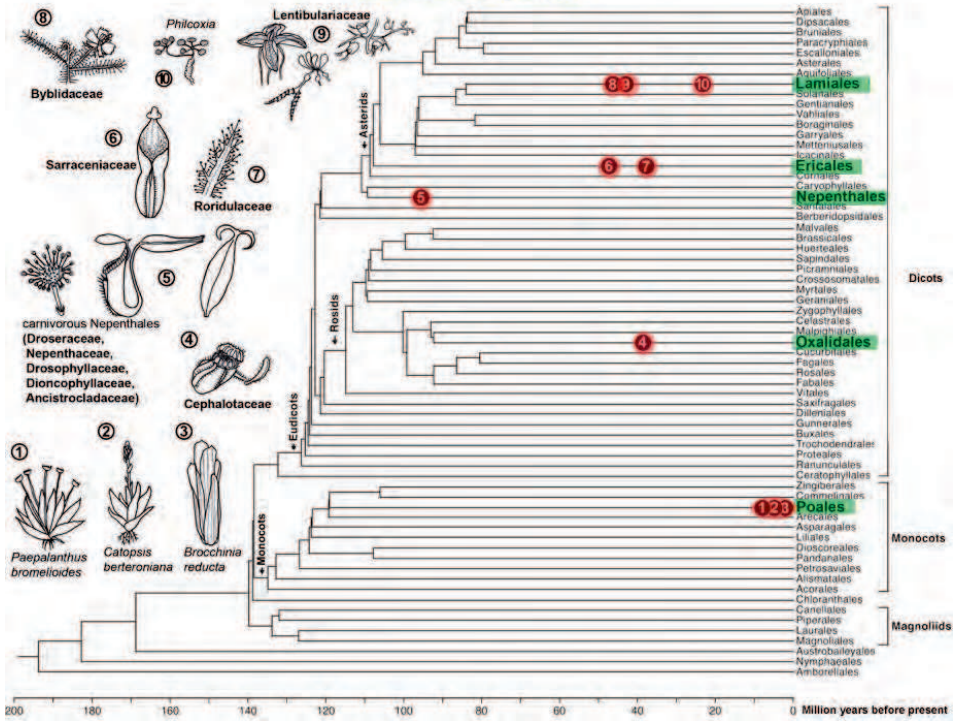 ⑧
Byblidaceae
Philcoxia
⑩
Lentibulariaceae
⑨
⑥
Sarraceniaceae
⑦
Roridulaceae
⑤
carnivorous Nepenthales
(Droseraceae,
Nepenthaceae,
Drosophyllaceae,
Dioncophyllaceae,
Ancistrocladaceae)
④
Cephalotaceae
①
Paepalanthus
bromelioides
②
Catopsis
berteroniana
③
Brocchinia
reducta
Asterids
Rosids
Eudicots
Monocots
Apiales
Dipsacales
Bruniales
Paracryphiales
Escalloniales
Asterales
Aquifoliales
8 9 10 Lamiales
Solanales
Gentianales
Vahliales
Boraginales
Garryales
Metteniusales
Icacinales
6 7 Ericales
Cornales
Caryophyllales
5 Nepenthales
Santalales
Berberidopsidales
Malvales
Brassicales
Huerteales
Sapindales
Picramniales
Crossosomatales
Myrtales
Geraniales
Zygophyllales
Celastrales
Malpighiales
4 Oxalidales
Cucurbitales
Fagales
Rosales
Fabales
Vitales
Saxifragales
Dilleniales
Gunnerales
Buxales
Trochodendraler
Proteales
Ranunculales
Ceratophyllales
Zingiberales
Commelinales
1 2 3 Poales
Arecales
Asparagales
Liliales
Dioscoreales
Pandanales
Petrosaviales
Alismatales
Acorales
Chloranthales
Canellales
Piperales
Laurales
Magnoliales
Austrobaileyales
Nymphaeales
Amborellales
Dicots
Monocots
Magnoliids
200 180 160 140 120 100 80 60 40 20 0 Million years before present